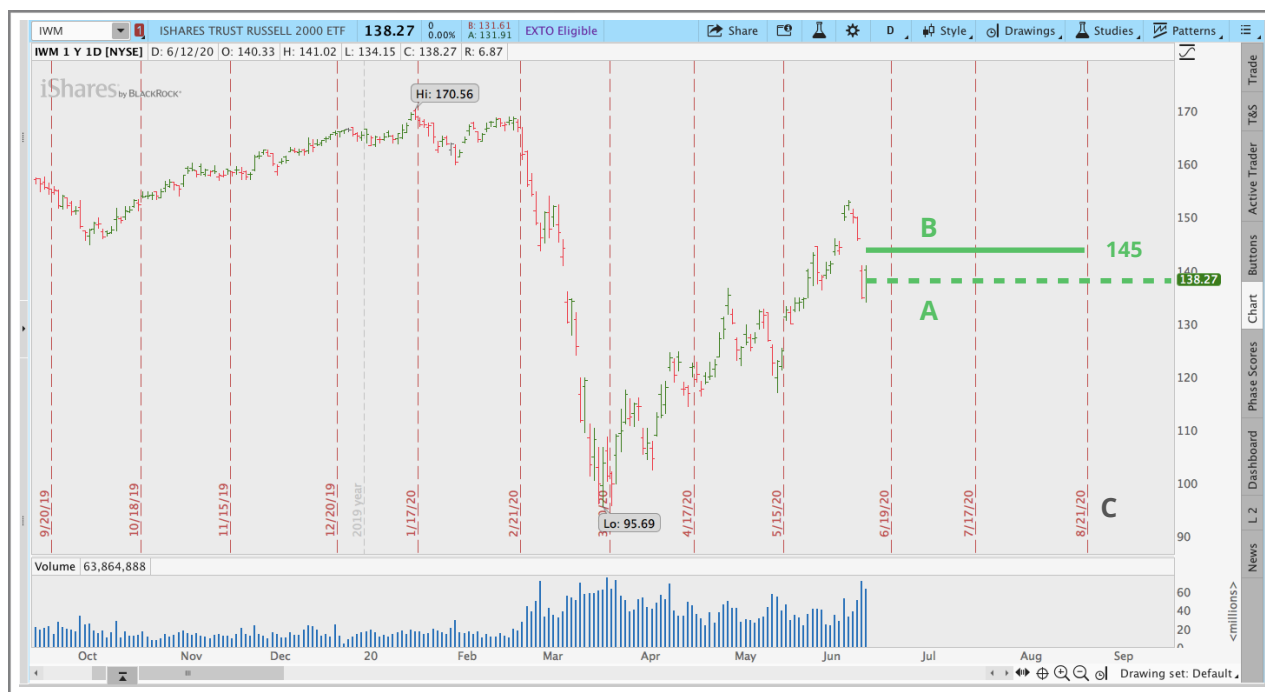 IWM 1 ISHARES TRUST RUSSELL 2000 ETF 138.27 0 0.00% B: 131.61 A: 131.91 EXTO Eligible Share D Style Drawings Studies Patterns
IWM 1 Y 1D [NYSE] D: 6/12/20 O: 140.33 H: 141.02 L: 134.15 C: 138.27 R: 6.87
iShares by BLACKROCK
Hi: 170.56
170
160
150
B
145
140
138.27
A
130
120
110
100
90
C
Lo: 95.69
9/20/19
10/18/19
11/15/19
12/20/19
2019 year
1/17/20
2/21/20
4/17/20
5/15/20
6/19/20
7/17/20
8/21/20
Volume 63,864,888
60
40
20
<millions>
Oct Nov Dec 20 Feb Mar Apr May Jun Jul Aug Sep
Drawing set: Default
Trade
T&S
Active Trader
Buttons
Chart
Phase Scores
Dashboard
L 2
News